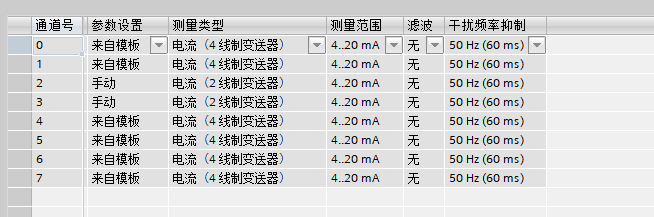 通道号 参数设置 测量类型 测量范围 滤波 干扰频率抑制
0 来自模板 电流（4 线制变送器） 4..20 mA 无 50 Hz (60 ms)
1 来自模板 电流（4 线制变送器） 4..20 mA 无 50 Hz (60 ms)
2 手动 电流（2 线制变送器） 4..20 mA 无 50 Hz (60 ms)
3 手动 电流（2 线制变送器） 4..20 mA 无 50 Hz (60 ms)
4 来自模板 电流（4 线制变送器） 4..20 mA 无 50 Hz (60 ms)
5 来自模板 电流（4 线制变送器） 4..20 mA 无 50 Hz (60 ms)
6 来自模板 电流（4 线制变送器） 4..20 mA 无 50 Hz (60 ms)
7 来自模板 电流（4 线制变送器） 4..20 mA 无 50 Hz (60 ms)